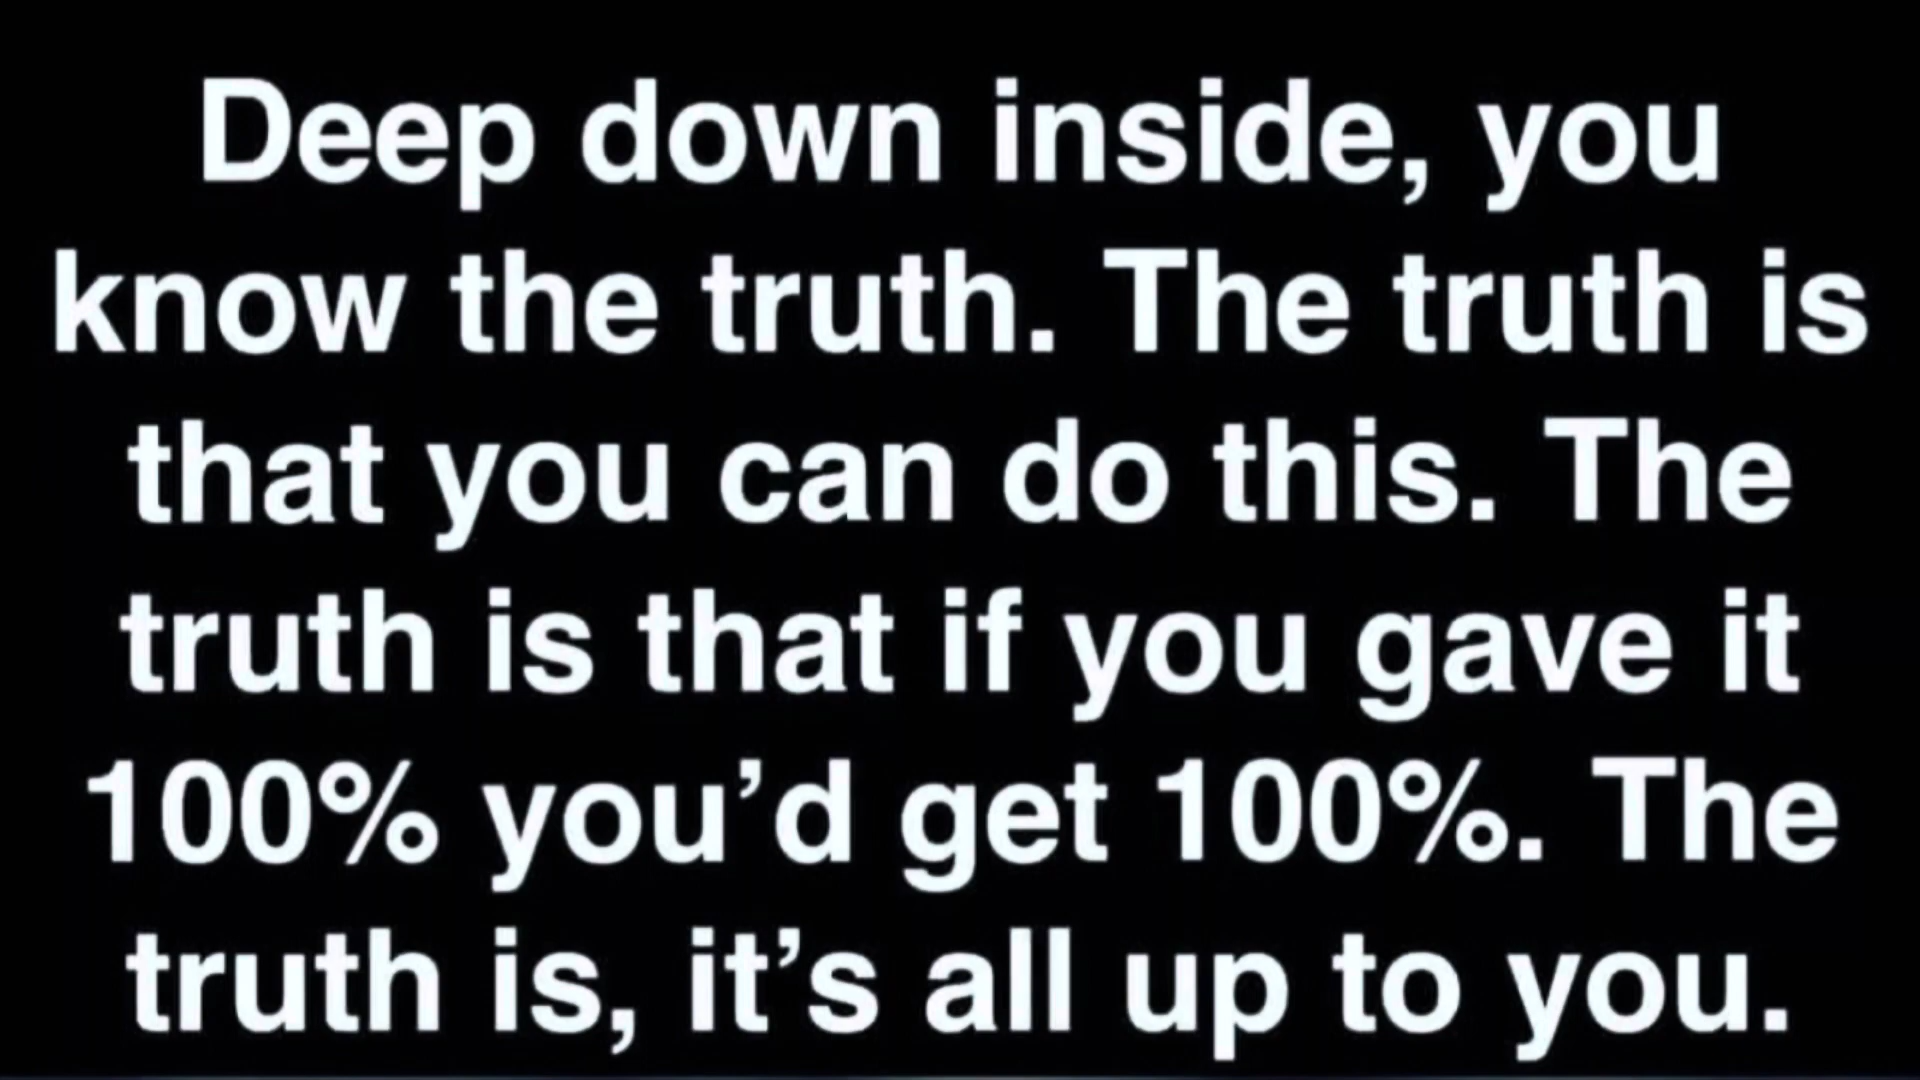 Deep down inside, you
know the truth. The truth is
that you can do this. The
truth is that if you gave it
100% you’d get 100%. The
truth is, it’s all up to you.